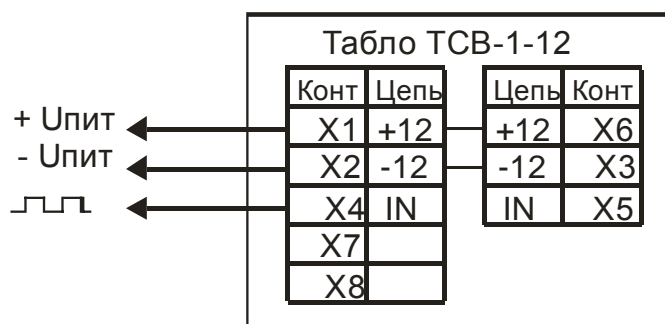 Табло ТСВ-1-12
Конт Цепь Цепь Конт
+ Uпит X1 +12 +12 X6
- Uпит X2 -12 -12 X3
X4 IN IN X5
X7
X8